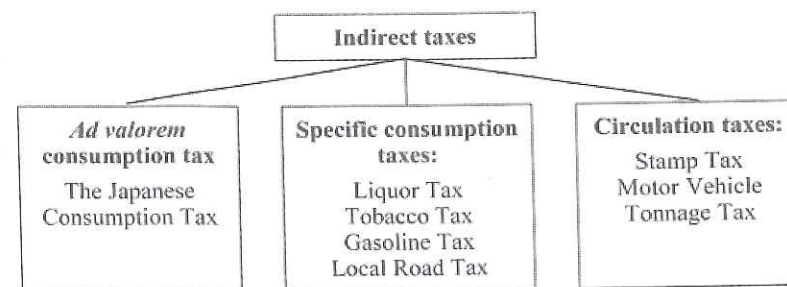 Indirect taxes
Ad valorem
consumption tax
The Japanese
Consumption Tax
Specific consumption
taxes:
Liquor Tax
Tobacco Tax
Gasoline Tax
Local Road Tax
Circulation taxes:
Stamp Tax
Motor Vehicle
Tonnage Tax